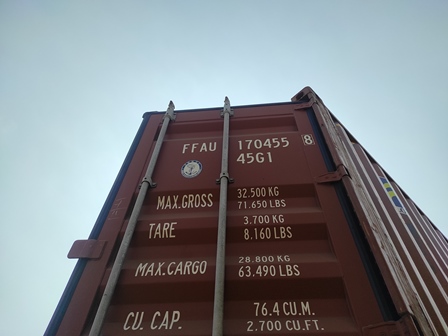 FFAU 170455 8
45G1
MAX.GROSS 32.500 KG
71.650 LBS
TARE 3.700 KG
8.160 LBS
MAX.CARGO 28.800 KG
63.490 LBS
CU. CAP. 76.4 CU.M.
2.700 CU.FT.